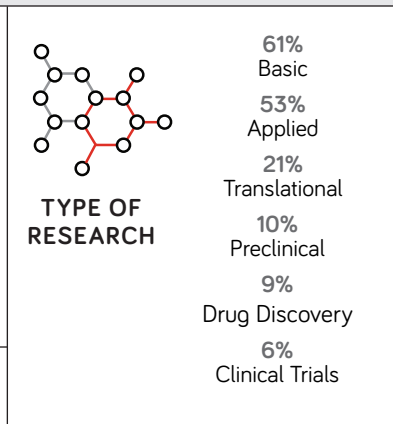 TYPE OF
RESEARCH
61%
Basic
53%
Applied
21%
Translational
10%
Preclinical
9%
Drug Discovery
6%
Clinical Trials